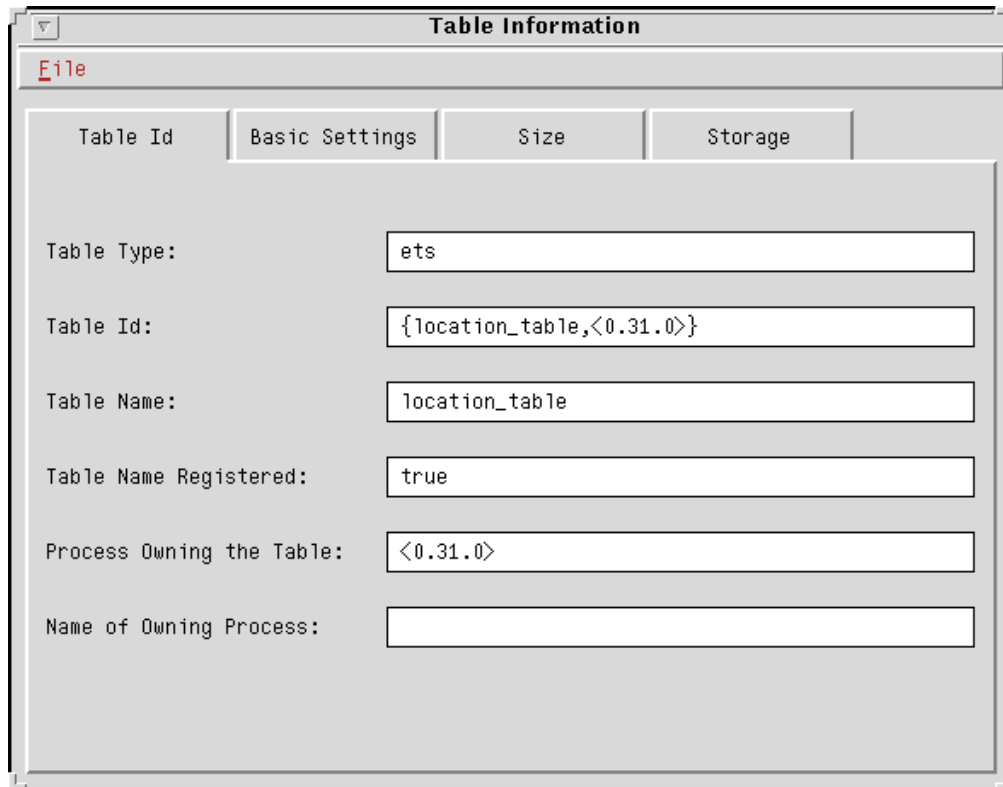 Table Information
File
Table Id Basic Settings Size Storage
Table Type: ets
Table Id: {location_table,<0.31.0>}
Table Name: location_table
Table Name Registered: true
Process Owning the Table: <0.31.0>
Name of Owning Process: